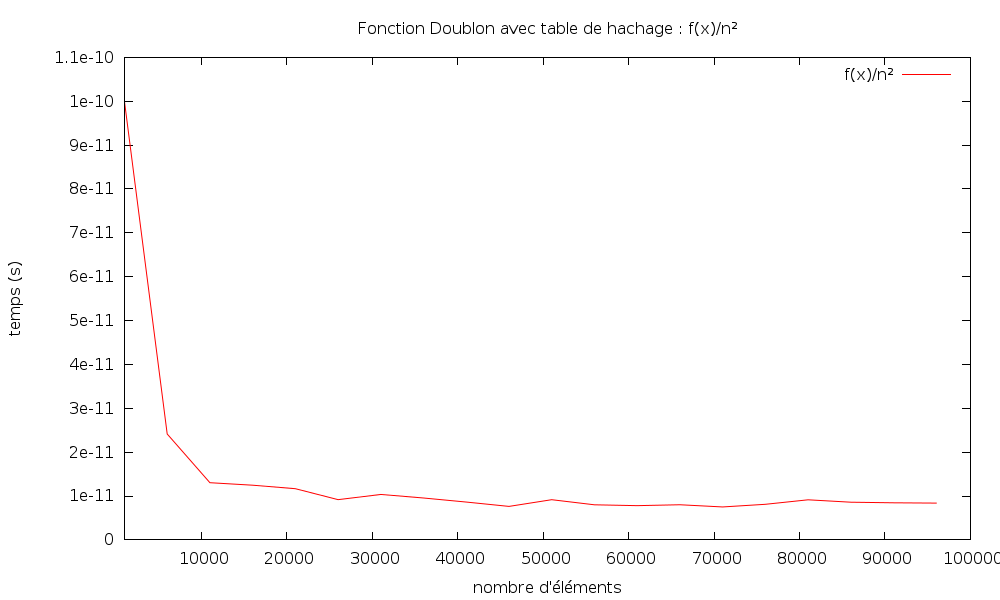 Fonction Doublon avec table de hachage : f(x)/n²
f(x)/n²
1.1e-10
1e-10
9e-11
8e-11
7e-11
6e-11
5e-11
4e-11
3e-11
2e-11
1e-11
0
temps (s)
10000 20000 30000 40000 50000 60000 70000 80000 90000 100000
nombre d'éléments